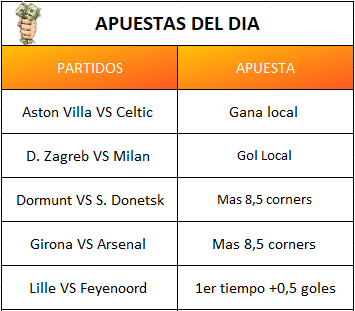 APUESTAS DEL DIA
PARTIDOS APUESTA
Aston Villa VS Celtic Gana local
D. Zagreb VS Milan Gol Local
Dormunt VS S. Donetsk Mas 8,5 corners
Girona VS Arsenal Mas 8,5 corners
Lille VS Feyenoord 1er tiempo +0,5 goles